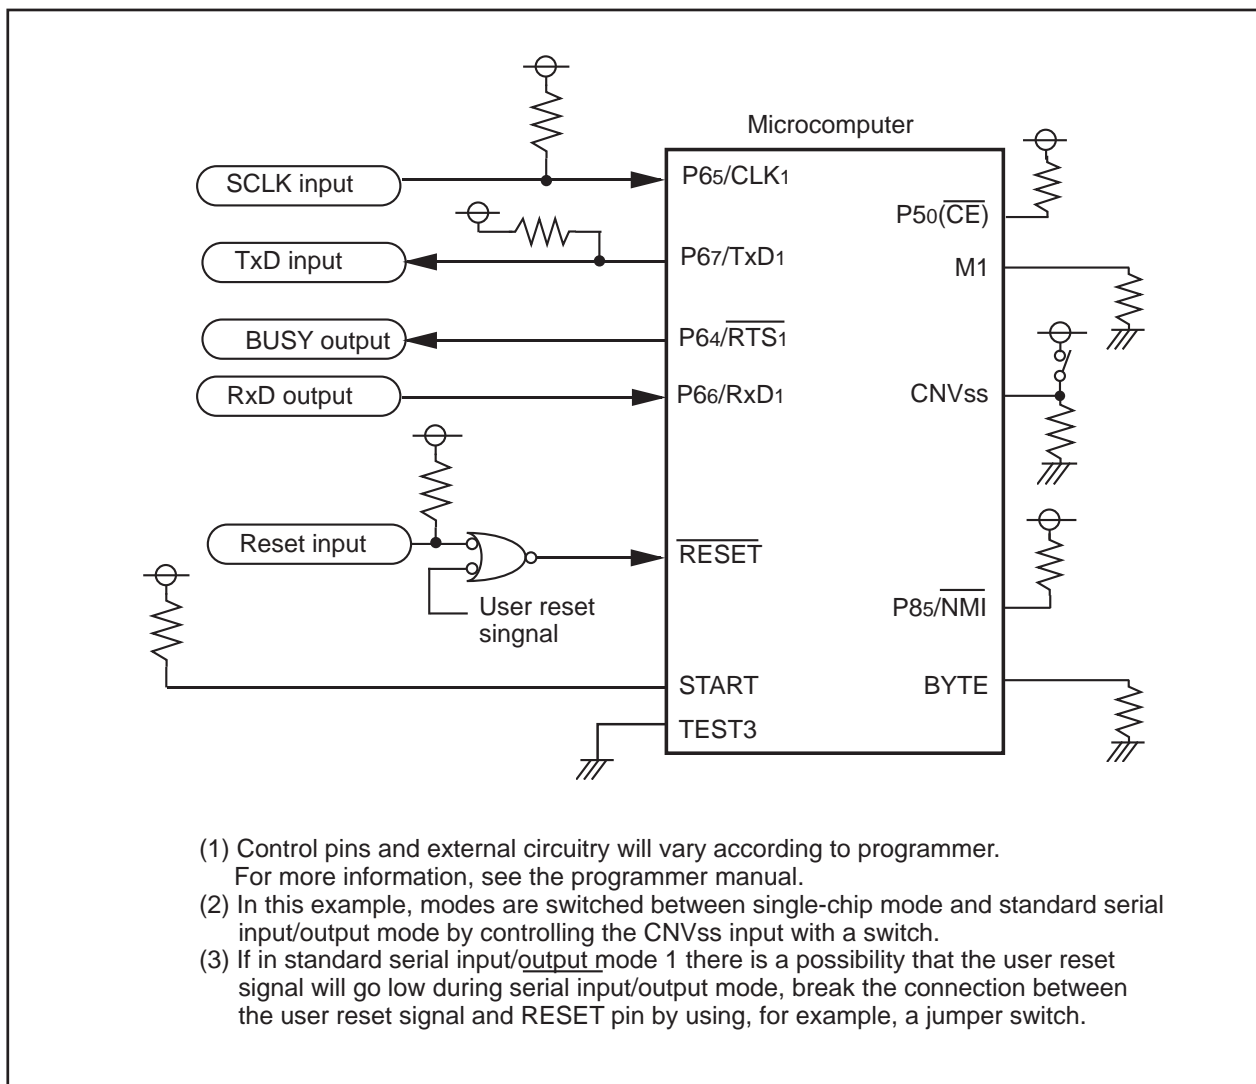 Microcomputer
SCLK input
P65/CLK1
P50(CE)
TxD input
P67/TxD1
M1
BUSY output
P64/RTS1
RxD output
P66/RxD1
CNVss
Reset input
RESET
User reset
singnal
P85/NMI
START
BYTE
TEST3
(1) Control pins and external circuitry will vary according to programmer.
For more information, see the programmer manual.
(2) In this example, modes are switched between single-chip mode and standard serial
input/output mode by controlling the CNVss input with a switch.
(3) If in standard serial input/output mode 1 there is a possibility that the user reset
signal will go low during serial input/output mode, break the connection between
the user reset signal and RESET pin by using, for example, a jumper switch.